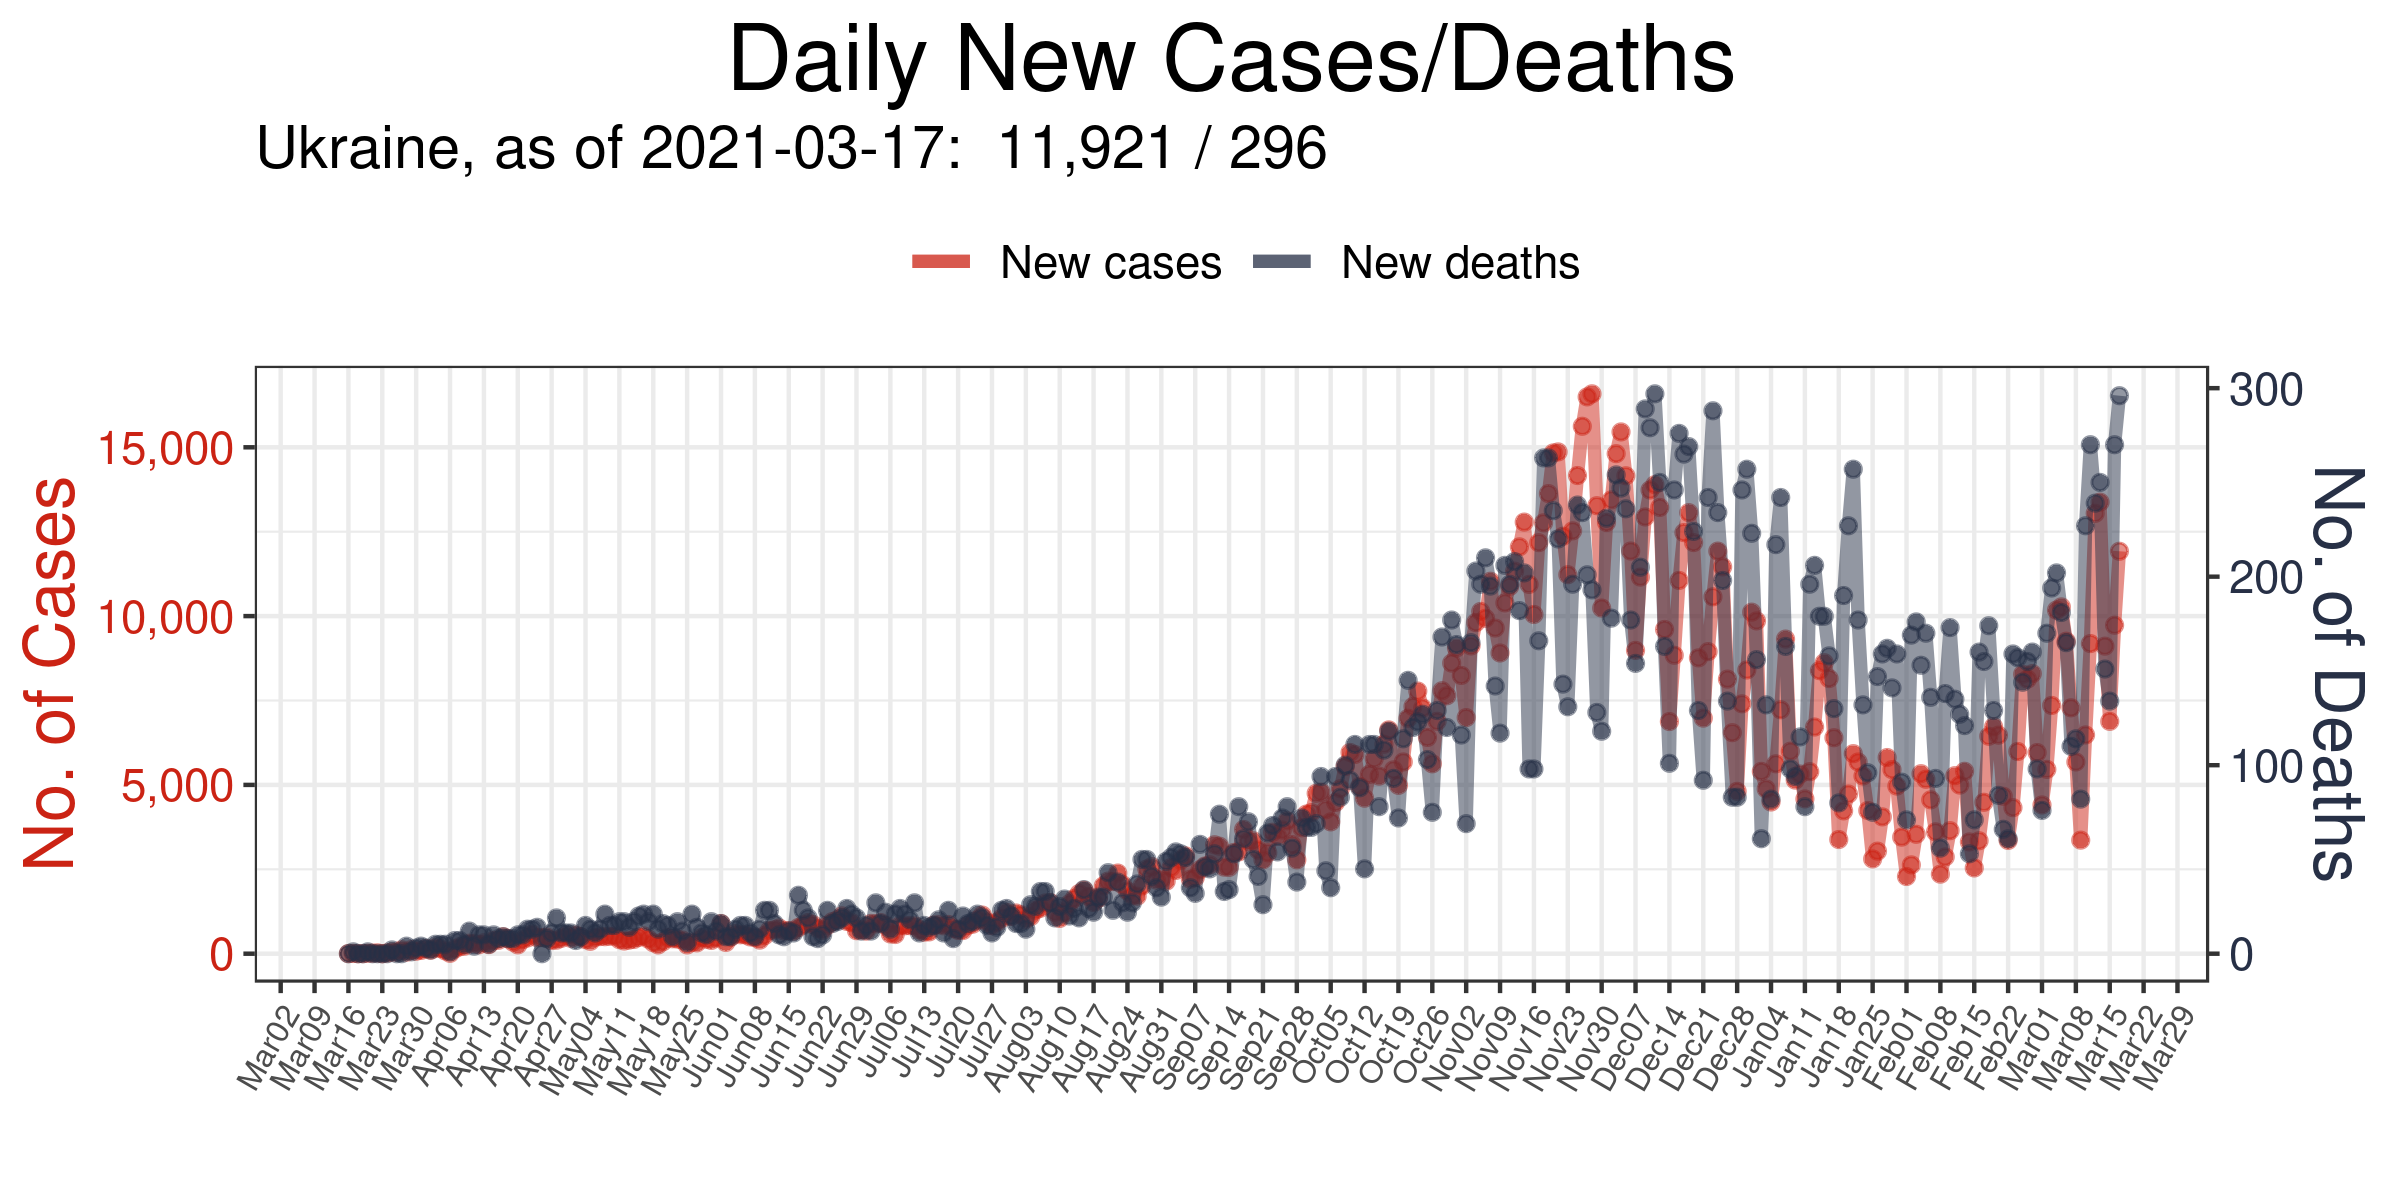 Daily New Cases/Deaths
Ukraine, as of 2021-03-17:  11,921 / 296
New cases
New deaths
No. of Cases
15,000
10,000
5,000
0
300
200
100
0
No. of Deaths
Mar02
Mar09
Mar16
Mar23
Mar30
Apr06
Apr13
Apr20
Apr27
May04
May11
May18
May25
Jun01
Jun08
Jun15
Jun22
Jun29
Jul06
Jul13
Jul20
Jul27
Aug03
Aug10
Aug17
Aug24
Aug31
Sep07
Sep14
Sep21
Sep28
Oct05
Oct12
Oct19
Oct26
Nov02
Nov09
Nov16
Nov23
Nov30
Dec07
Dec14
Dec21
Dec28
Jan04
Jan11
Jan18
Jan25
Feb01
Feb08
Feb15
Feb22
Mar01
Mar08
Mar15
Mar22
Mar29